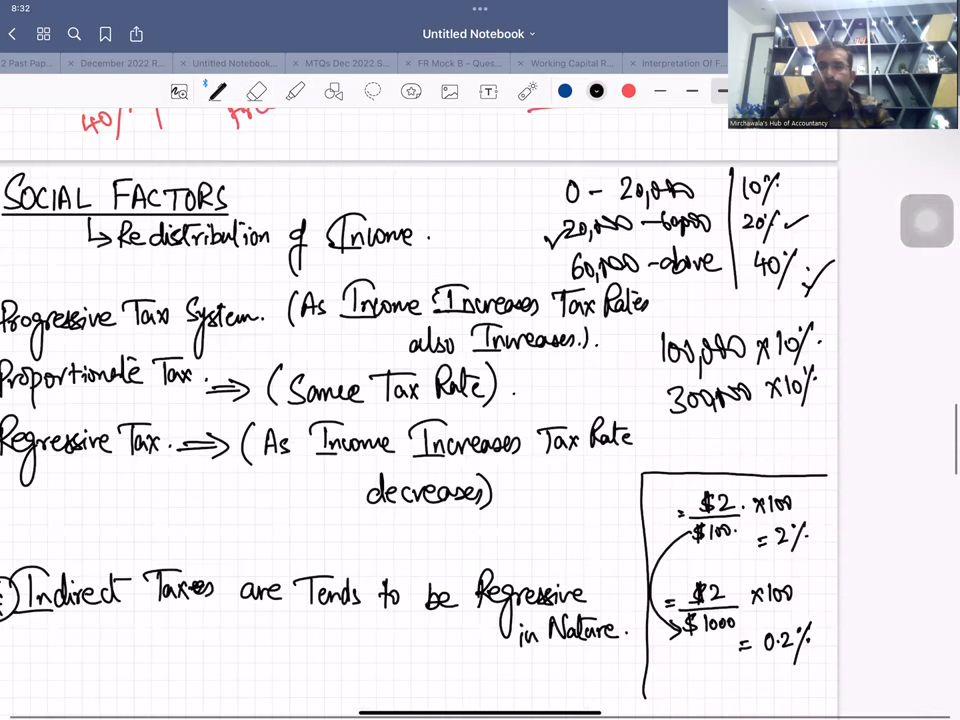 8:32
Untitled Notebook
2 Past Pap...
× December 2022 R...
× Untitled Notebook...
× MTQs Dec 2022 S...
× FR Mock B - Ques...
× Working Capital R...
× Interpretation Of F...
Mirchawala's Hub of Accountancy
40%
SOCIAL FACTORS
↳ Redistribution of Income.
0 - 20,000 | 10%
20,000 - 60,000 | 20%
60,000 - above | 40%
Progressive Tax System. (As Income Increases Tax Rates
also Increases.).
Proportionate Tax. ⇒ (Same Tax Rate).
100,000 × 10%.
300,000 × 10%
Regressive Tax. ⇒ (As Income Increases Tax Rate
decreases)
= $2 / $100. × 100
= 2%
Indirect Taxes are Tends to be Regressive
in Nature.
= $2 / $1000 × 100
= 0.2%